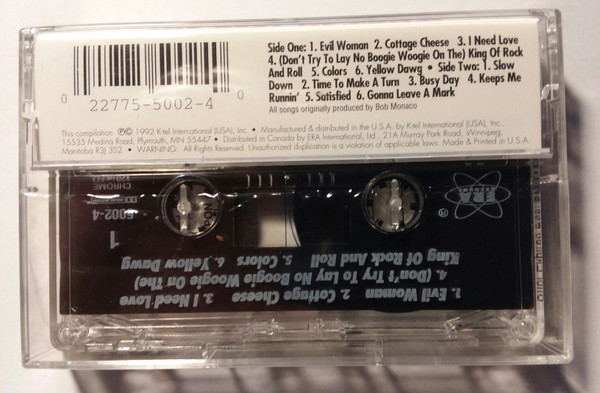 Side One: 1. Evil Woman 2. Cottage Cheese 3. I Need Love
4. (Don't Try To Lay No Boogie Woogie On The) King Of Rock
And Roll 5. Colors 6. Yellow Dawg • Side Two: 1. Slow
Down 2. Time To Make A Turn 3. Busy Day 4. Keeps Me
Runnin' 5. Satisfied 6. Gonna Leave A Mark
All songs originally produced by Bob Monaco
0 22775-5002-4 0
This compilation ℗© 1992 K-tel International (USA), Inc. • Manufactured & distributed in the U.S.A. by K-tel International (USA), Inc.,
15535 Medina Road, Plymouth, MN 55447 • Distributed in Canada by ERA International, Ltd., 21A Murray Park Road, Winnipeg,
Manitoba R3J 3S2 • WARNING: All Rights Reserved. Unauthorized duplication is a violation of applicable laws. Made & Printed in U.S.A.
ERA
CHROME
5002-4
1
1. Evil Woman 2. Cottage Cheese 3. I Need Love
4. (Don't Try To Lay No Boogie Woogie On The)
King Of Rock And Roll 5. Colors 6. Yellow Dawg